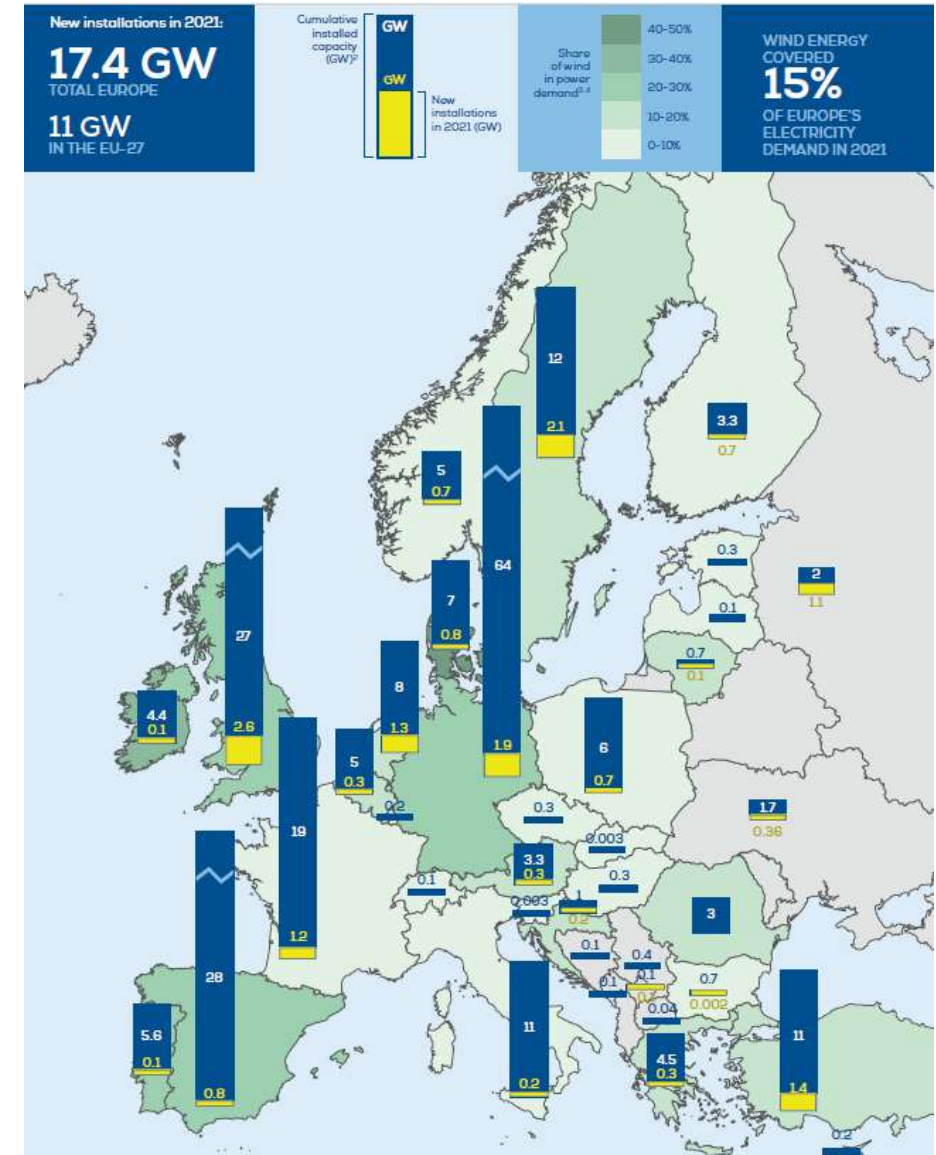 New installations in 2021:
17.4 GW
TOTAL EUROPE
11 GW
IN THE EU-27
Cumulative
installed
capacity
(GW)²
GW
GW
New
installations
in 2021 (GW)
Share
of wind
in power
demand³·⁴
40-50%
30-40%
20-30%
10-20%
0-10%
WIND ENERGY
COVERED
15%
OF EUROPE'S
ELECTRICITY
DEMAND IN 2021
12
2.1
3.3
0.7
5
0.7
64
1.9
0.3
0.1
2
1.1
0.7
0.1
7
0.8
27
2.6
4.4
0.1
8
1.3
5
0.3
0.2
6
0.7
1.7
0.36
0.3
0.003
3.3
0.3
0.3
0.1
0.003
1
0.2
19
1.2
3
0.1
0.4
0.1
0.1
0.7
0.002
0.04
28
0.8
5.6
0.1
11
0.2
4.5
0.3
11
1.4
0.2